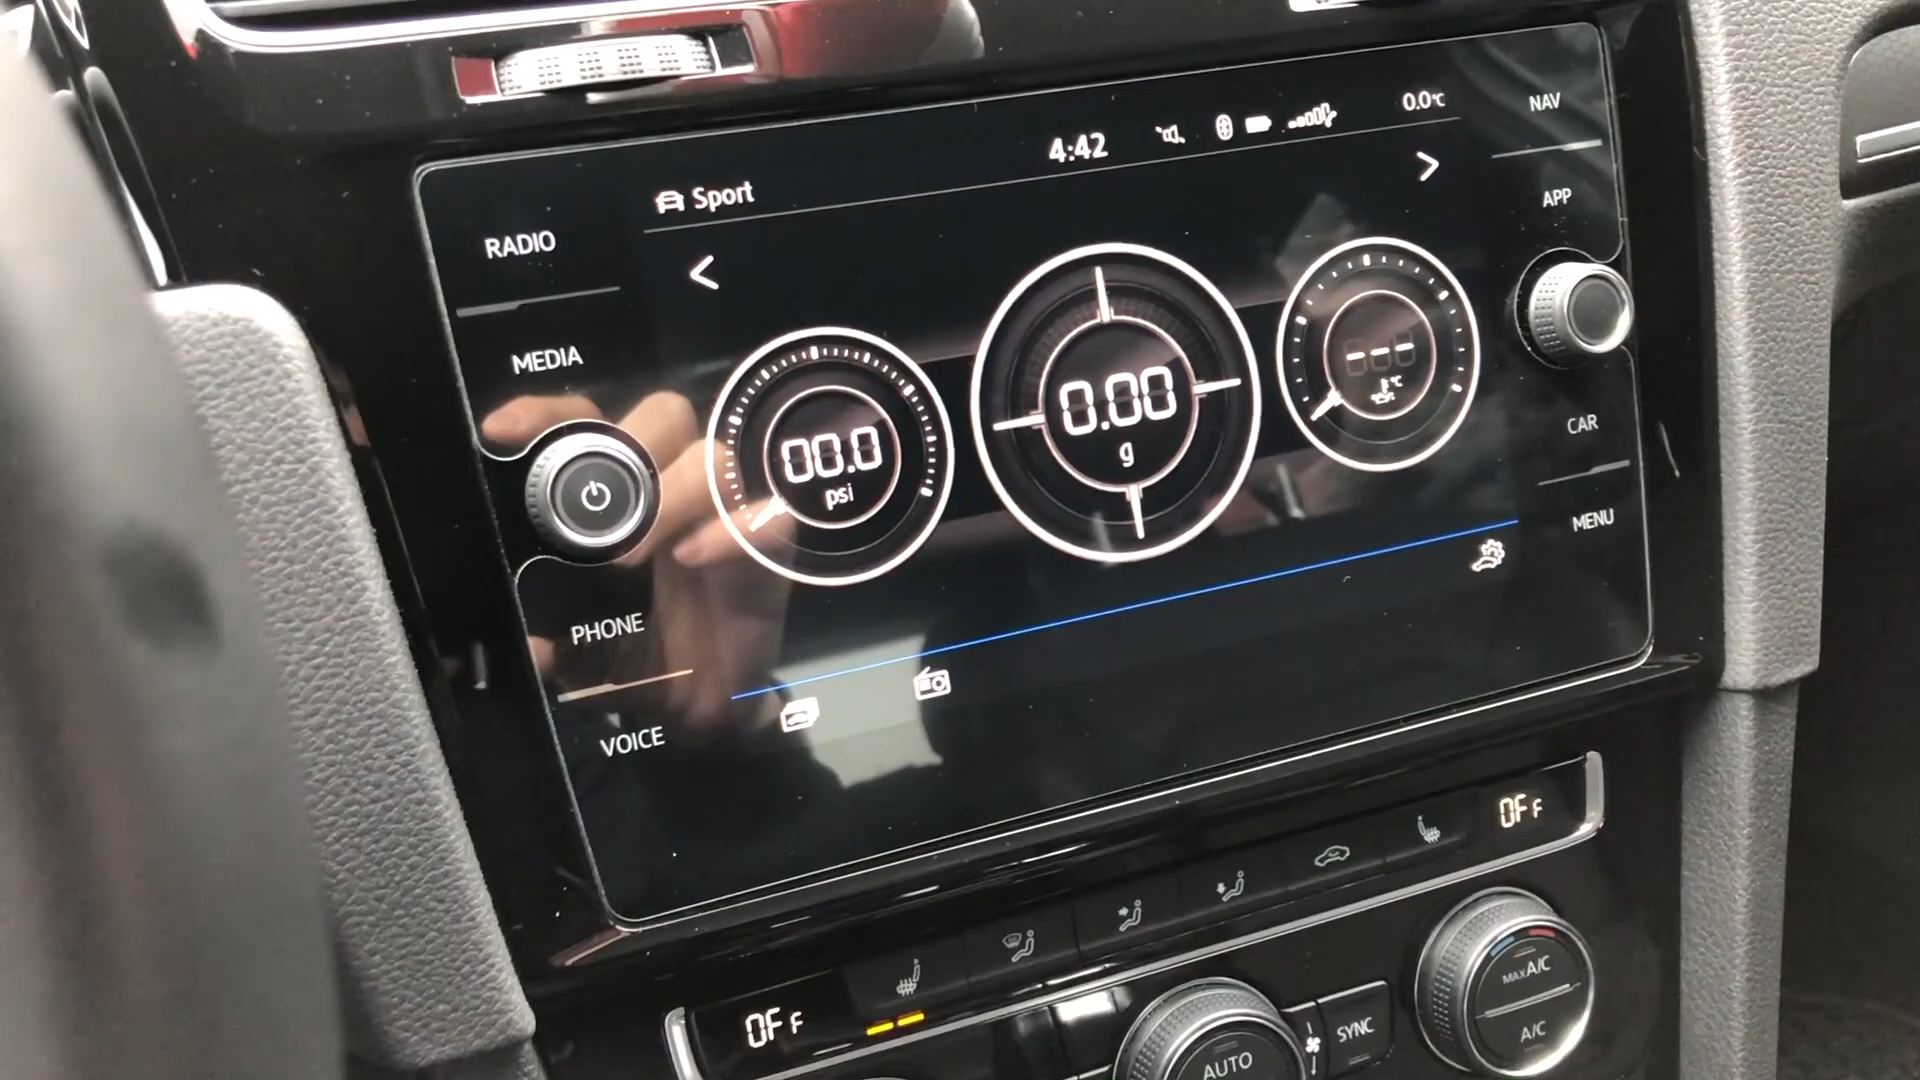 4:42
0.0°C
NAV
Sport
APP
RADIO
MEDIA
00.0
psi
0.00
g
---
°C
CAR
MENU
PHONE
VOICE
OFF
OFF
MAX A/C
A/C
SYNC
AUTO